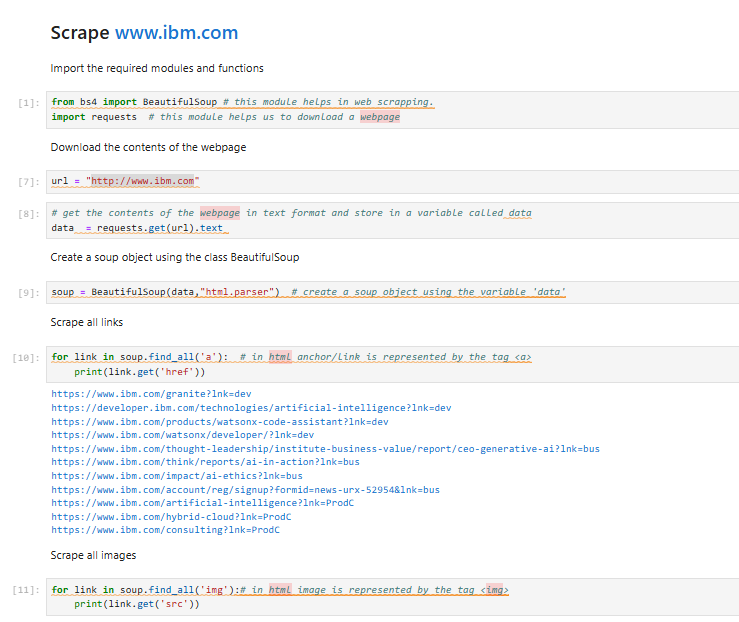 Scrape www.ibm.com
Import the required modules and functions
[1]: from bs4 import BeautifulSoup # this module helps in web scrapping.
import requests  # this module helps us to download a webpage
Download the contents of the webpage
[7]: url = "http://www.ibm.com"
[8]: # get the contents of the webpage in text format and store in a variable called data
data  = requests.get(url).text
Create a soup object using the class BeautifulSoup
[9]: soup = BeautifulSoup(data,"html.parser")  # create a soup object using the variable 'data'
Scrape all links
[10]: for link in soup.find_all('a'):  # in html anchor/link is represented by the tag <a>
    print(link.get('href'))
https://www.ibm.com/granite?lnk=dev
https://developer.ibm.com/technologies/artificial-intelligence?lnk=dev
https://www.ibm.com/products/watsonx-code-assistant?lnk=dev
https://www.ibm.com/watsonx/developer/?lnk=dev
https://www.ibm.com/thought-leadership/institute-business-value/report/ceo-generative-ai?lnk=bus
https://www.ibm.com/think/reports/ai-in-action?lnk=bus
https://www.ibm.com/impact/ai-ethics?lnk=bus
https://www.ibm.com/account/reg/signup?formid=news-urx-52954&lnk=bus
https://www.ibm.com/artificial-intelligence?lnk=ProdC
https://www.ibm.com/hybrid-cloud?lnk=ProdC
https://www.ibm.com/consulting?lnk=ProdC
Scrape all images
[11]: for link in soup.find_all('img'):# in html image is represented by the tag <img>
    print(link.get('src'))